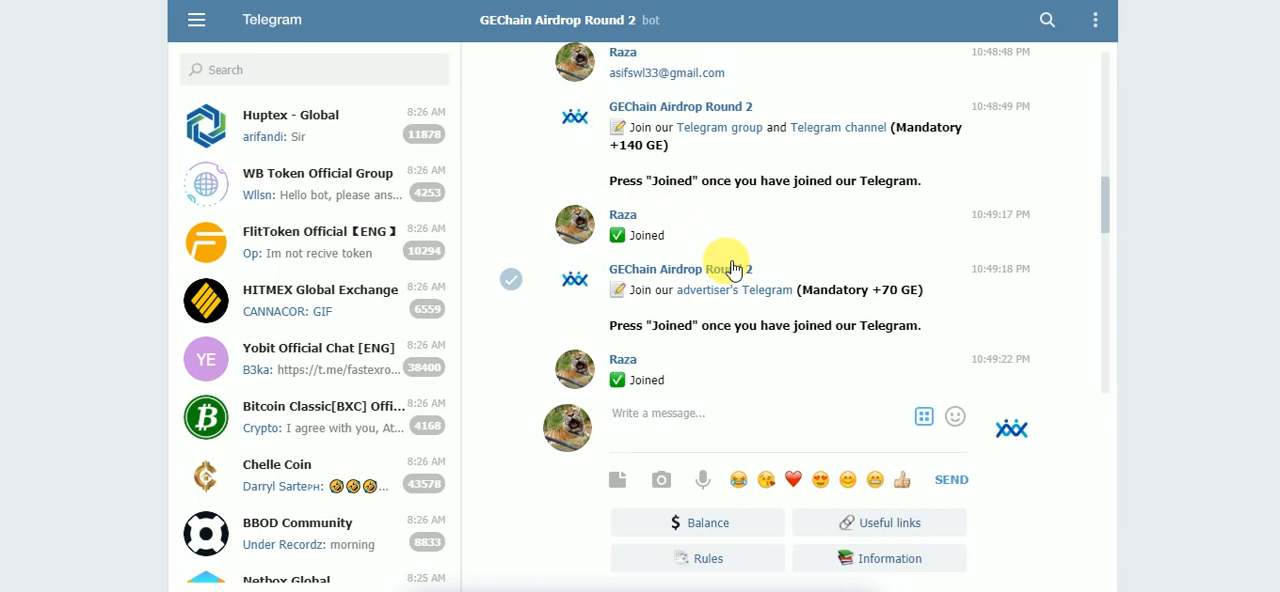 Telegram
GEChain Airdrop Round 2 bot
Search
Huptex - Global 8:26 AM
arifandi: Sir 11878
WB Token Official Group 8:26 AM
Wllsn: Hello bot, please ans... 4253
FlitToken Official【ENG】 8:26 AM
Op: Im not recive token 10294
HITMEX Global Exchange 8:26 AM
CANNACOR: GIF 6559
YE
Yobit Official Chat [ENG] 8:26 AM
B3ka: https://t.me/fastexro... 38400
Bitcoin Classic[BXC] Offi... 8:26 AM
Crypto: I agree with you, At... 4168
Chelle Coin 8:26 AM
Darryl Sarteᴘʜ: 🤣🤣🤣... 43578
BBOD Community 8:26 AM
Under Recordz: morning 8833
Netbox Global 8:25 AM
Raza 10:48:48 PM
asifswl33@gmail.com
GEChain Airdrop Round 2 10:48:49 PM
📝 Join our Telegram group and Telegram channel (Mandatory
+140 GE)
Press "Joined" once you have joined our Telegram.
Raza 10:49:17 PM
✅ Joined
GEChain Airdrop Round 2 10:49:18 PM
📝 Join our advertiser's Telegram (Mandatory +70 GE)
Press "Joined" once you have joined our Telegram.
Raza 10:49:22 PM
✅ Joined
Write a message...
😂 😘 ❤️ 😍 😊 😁 👍 SEND
$ Balance
Useful links
Rules
Information